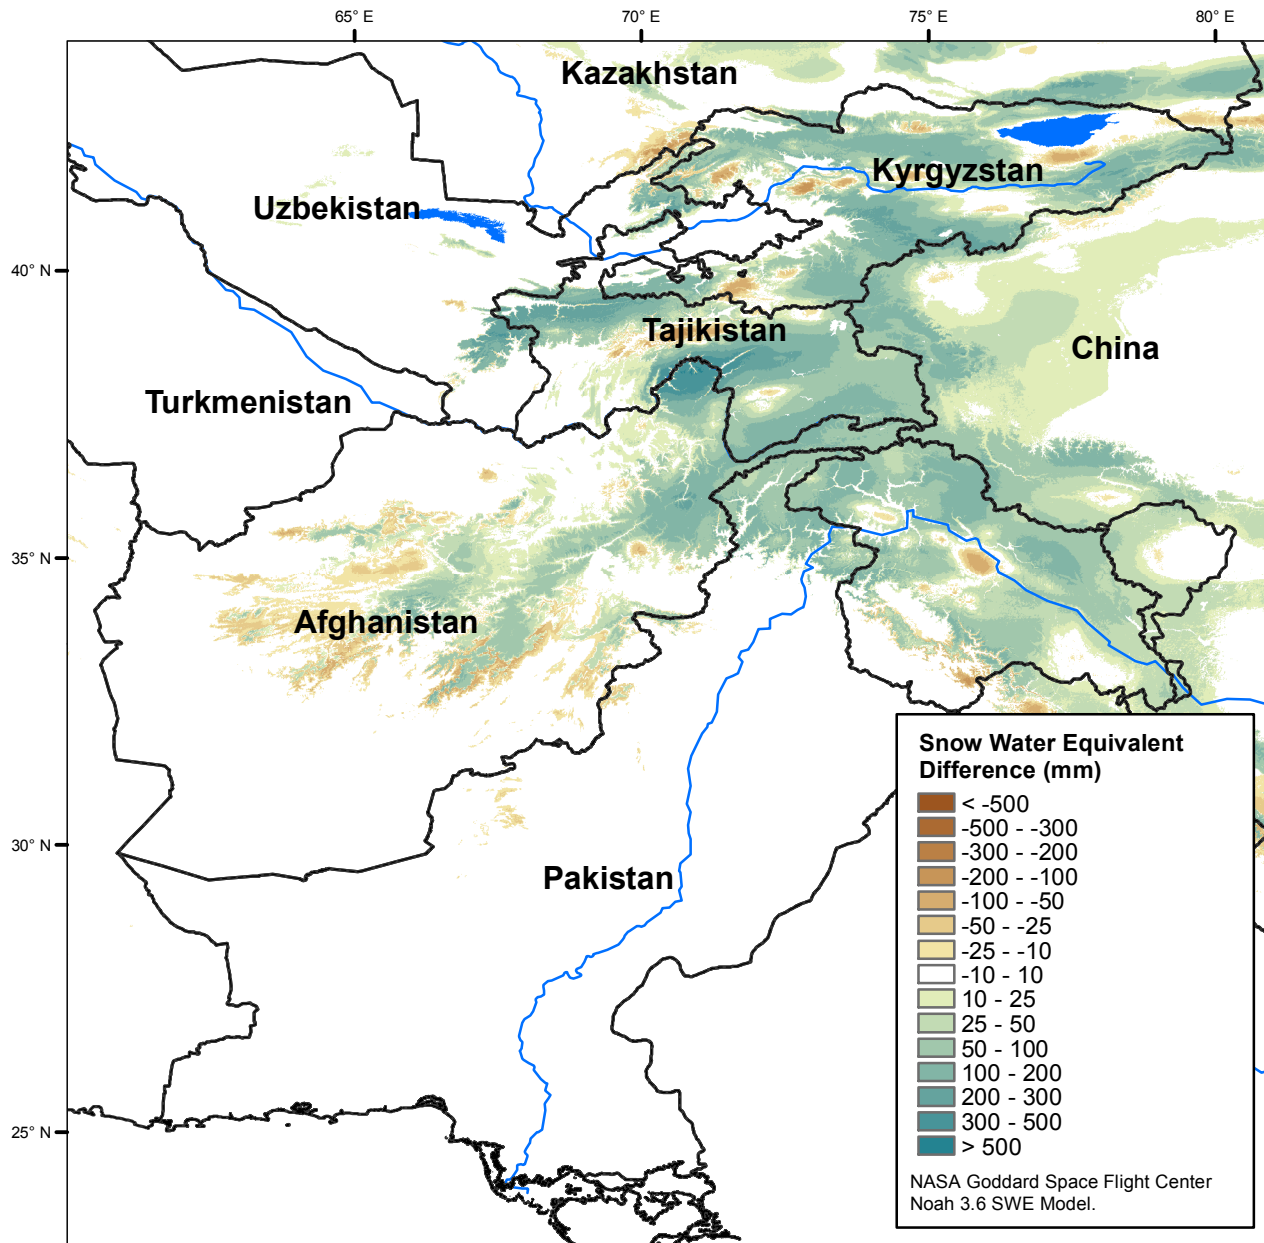 65° E
70° E
75° E
80° E
Kazakhstan
Kyrgyzstan
Uzbekistan
40° N
Tajikistan
China
Turkmenistan
35° N
Afghanistan
Snow Water Equivalent
Difference (mm)
< -500
-500 - -300
-300 - -200
-200 - -100
-100 - -50
-50 - -25
-25 - -10
-10 - 10
10 - 25
25 - 50
50 - 100
100 - 200
200 - 300
300 - 500
> 500
NASA Goddard Space Flight Center
Noah 3.6 SWE Model.
30° N
Pakistan
25° N